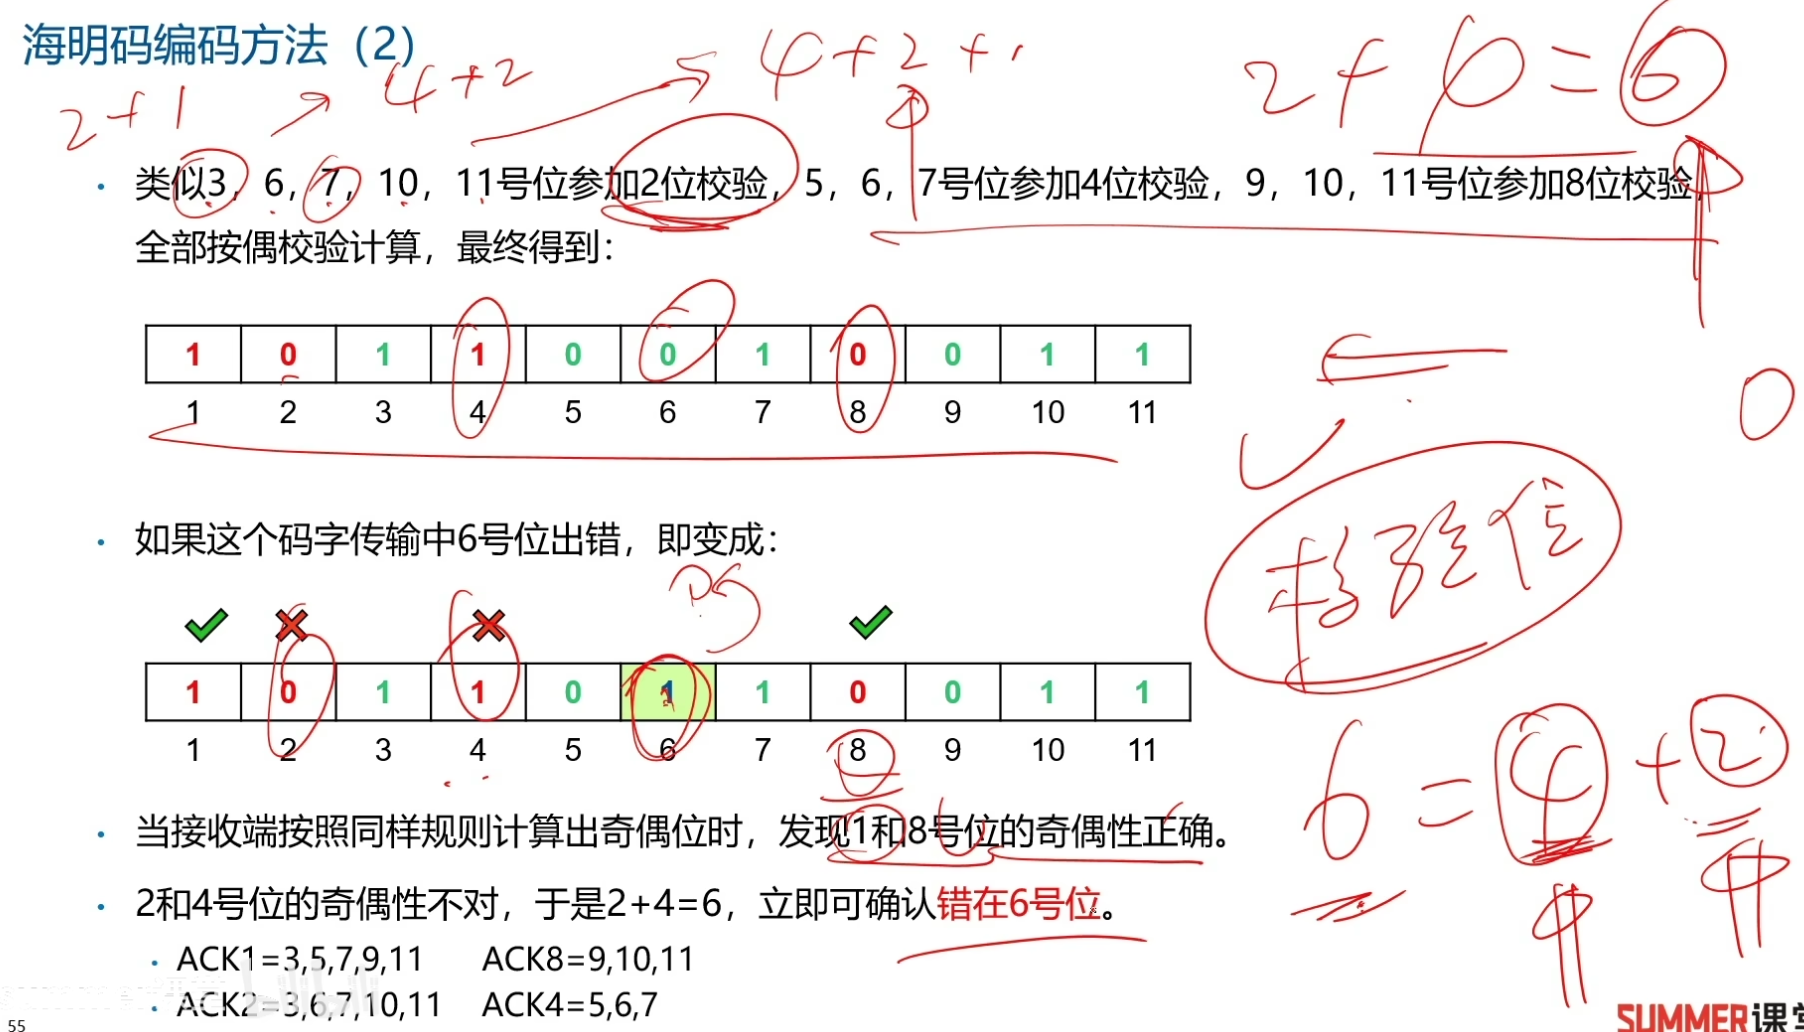 海明码编码方法（2）
2+1 → 4+2 → 4+2+1
2+4=6
• 类似3，6，7，10，11号位参加2位校验，5，6，7号位参加4位校验，9，10，11号位参加8位校验，
全部按偶校验计算，最终得到：
1 0 1 1 0 0 1 0 0 1 1
1 2 3 4 5 6 7 8 9 10 11
0
校验位
• 如果这个码字传输中6号位出错，即变成：
1 0 1 1 0 1 1 0 0 1 1
1 2 3 4 5 6 7 8 9 10 11
6=4+2
• 当接收端按照同样规则计算出奇偶位时，发现1和8号位的奇偶性正确。
• 2和4号位的奇偶性不对，于是2+4=6，立即可确认错在6号位。
• ACK1=3,5,7,9,11 ACK8=9,10,11
• ACK2=3,6,7,10,11 ACK4=5,6,7
55
SUMMER课堂